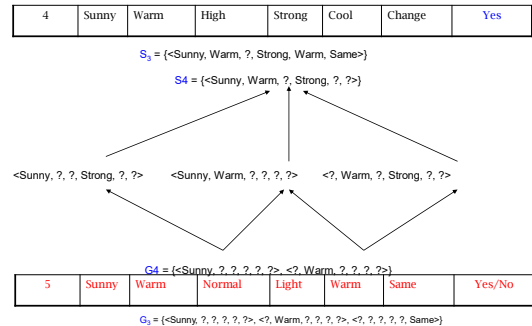 4 Sunny Warm High Strong Cool Change Yes
S3 = {<Sunny, Warm, ?, Strong, Warm, Same>}
S4 = {<Sunny, Warm, ?, Strong, ?, ?>}
<Sunny, ?, ?, Strong, ?, ?> <Sunny, Warm, ?, ?, ?, ?> <?, Warm, ?, Strong, ?, ?>
G4 = {<Sunny, ?, ?, ?, ?, ?>, <?, Warm, ?, ?, ?, ?>}
5 Sunny Warm Normal Light Warm Same Yes/No
G3 = {<Sunny, ?, ?, ?, ?, ?>, <?, Warm, ?, ?, ?, ?>, <?, ?, ?, ?, ?, Same>}